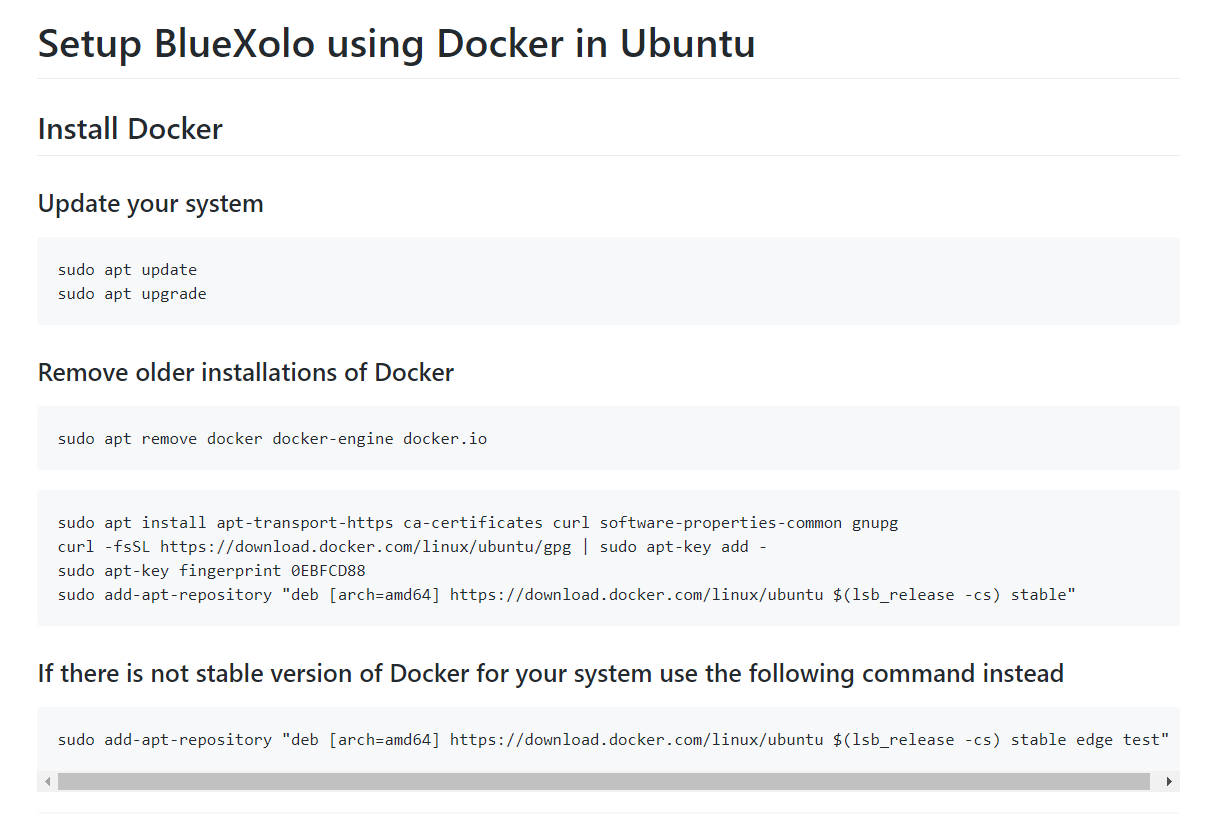 Setup BlueXolo using Docker in Ubuntu
Install Docker
Update your system
sudo apt update
sudo apt upgrade
Remove older installations of Docker
sudo apt remove docker docker-engine docker.io
sudo apt install apt-transport-https ca-certificates curl software-properties-common gnupg
curl -fsSL https://download.docker.com/linux/ubuntu/gpg | sudo apt-key add -
sudo apt-key fingerprint 0EBFCD88
sudo add-apt-repository "deb [arch=amd64] https://download.docker.com/linux/ubuntu $(lsb_release -cs) stable"
If there is not stable version of Docker for your system use the following command instead
sudo add-apt-repository "deb [arch=amd64] https://download.docker.com/linux/ubuntu $(lsb_release -cs) stable edge test"